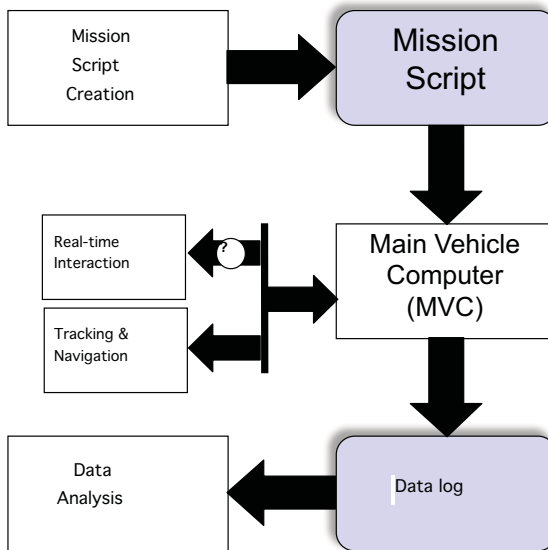 Mission
Script
Creation
Mission
Script
Real-time
Interaction
?
Tracking &
Navigation
Main Vehicle
Computer
(MVC)
Data
Analysis
Data log